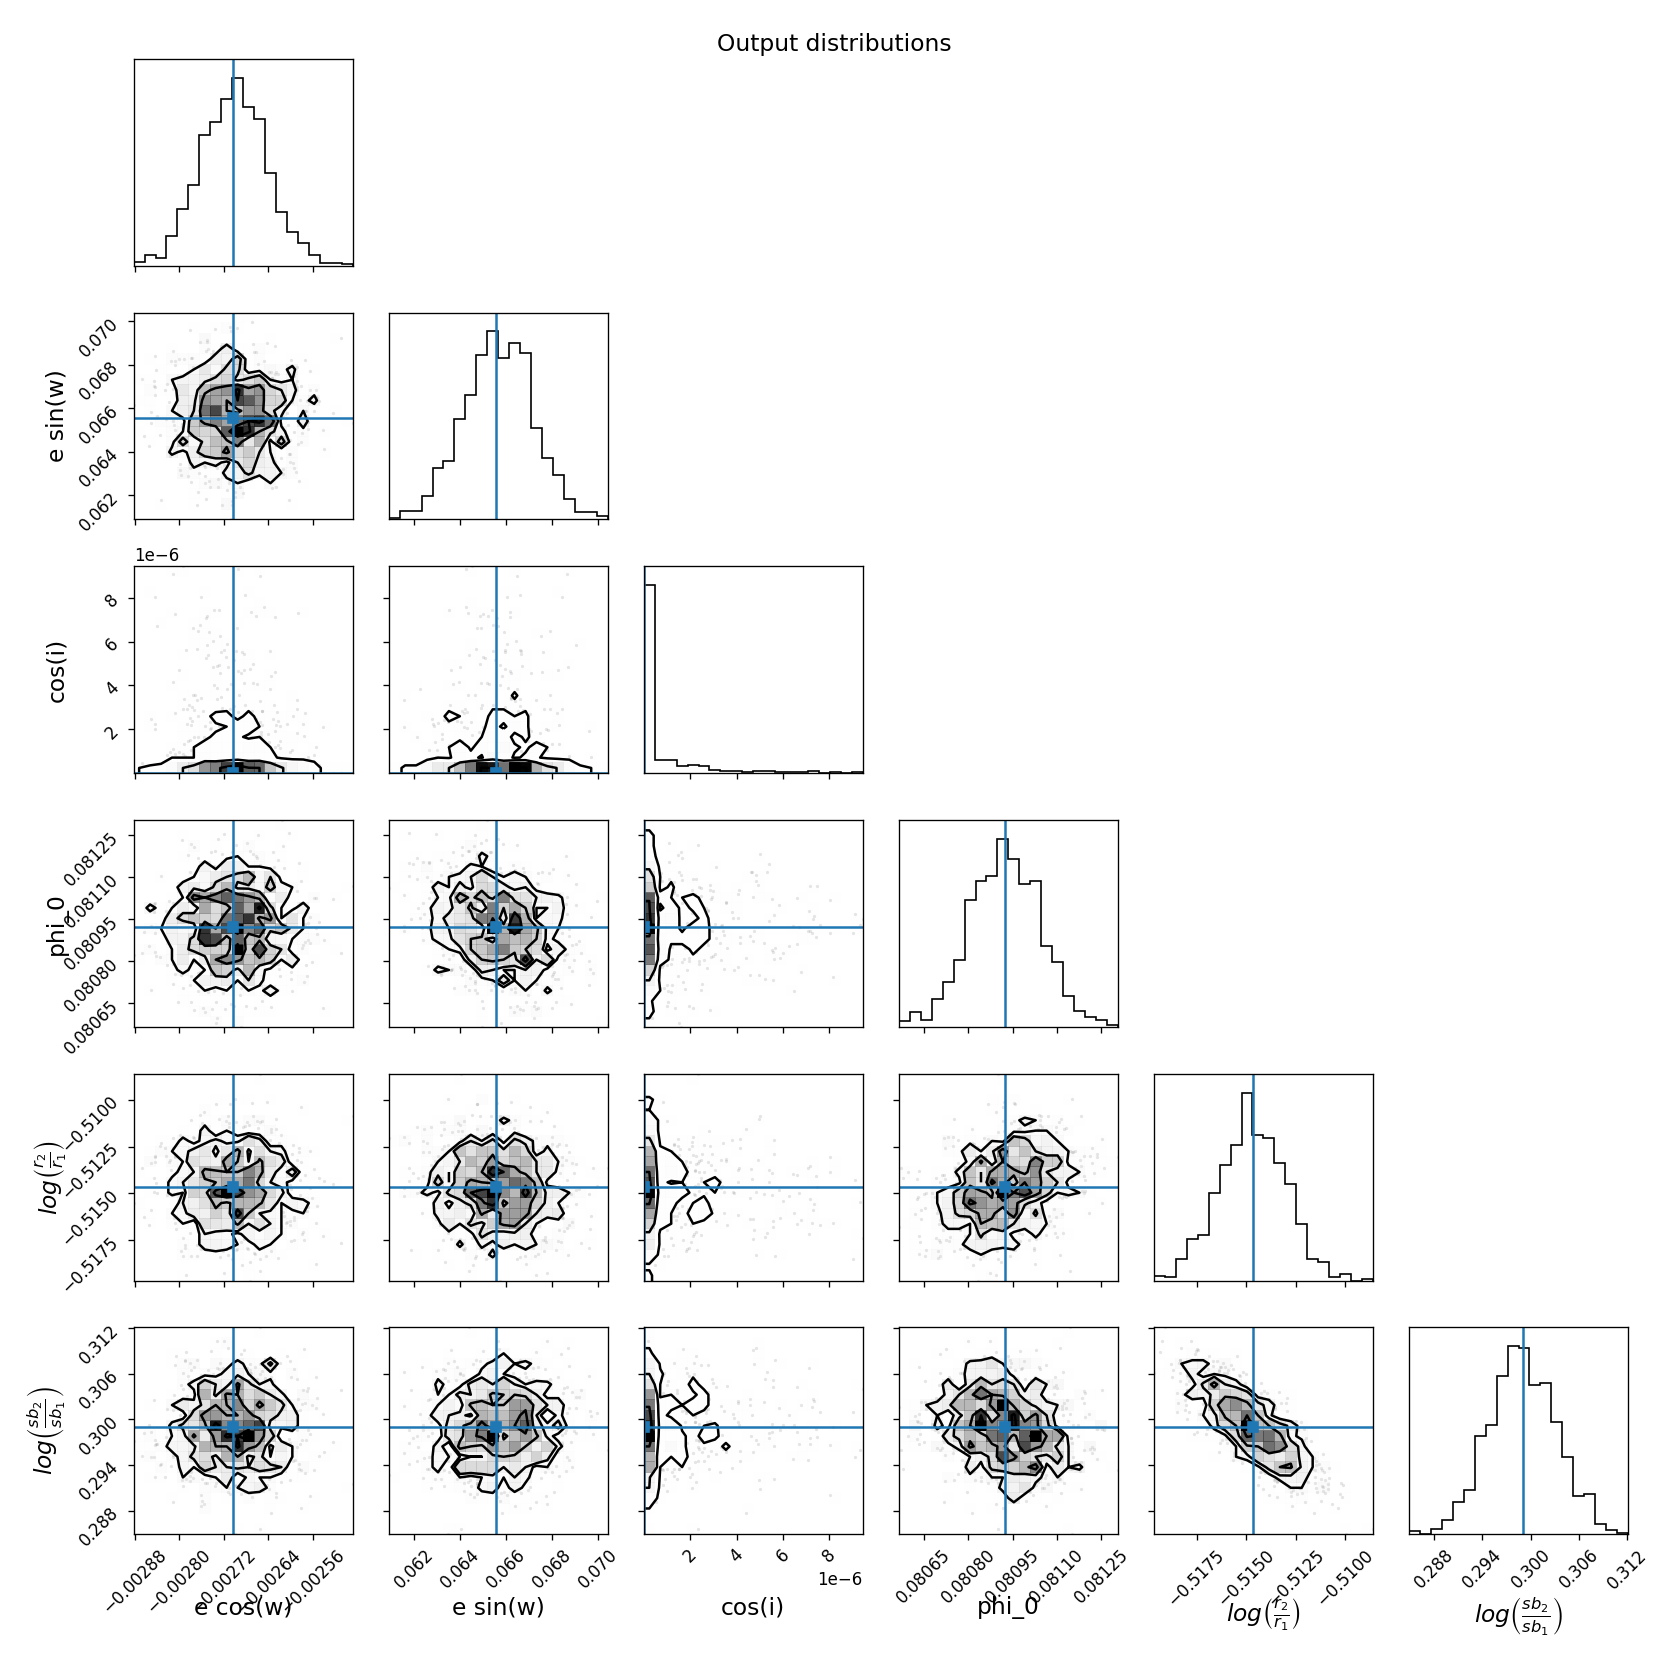 Output distributions
e sin(w)
0.070
0.068
0.066
0.064
0.062
1e−6
cos(i)
8
6
4
2
phi_0
0.08125
0.08110
0.08095
0.08080
0.08065
log(r2/r1)
−0.5100
−0.5125
−0.5150
−0.5175
log(sb2/sb1)
0.312
0.306
0.300
0.294
0.288
−0.00288 −0.00280 −0.00272 −0.00264 −0.00256
0.062 0.064 0.066 0.068 0.070
2 4 6 8
1e−6
0.08065 0.08080 0.08095 0.08110 0.08125
−0.5175 −0.5150 −0.5125 −0.5100
0.288 0.294 0.300 0.306 0.312
e cos(w) e sin(w) cos(i) phi_0 log(r2/r1) log(sb2/sb1)